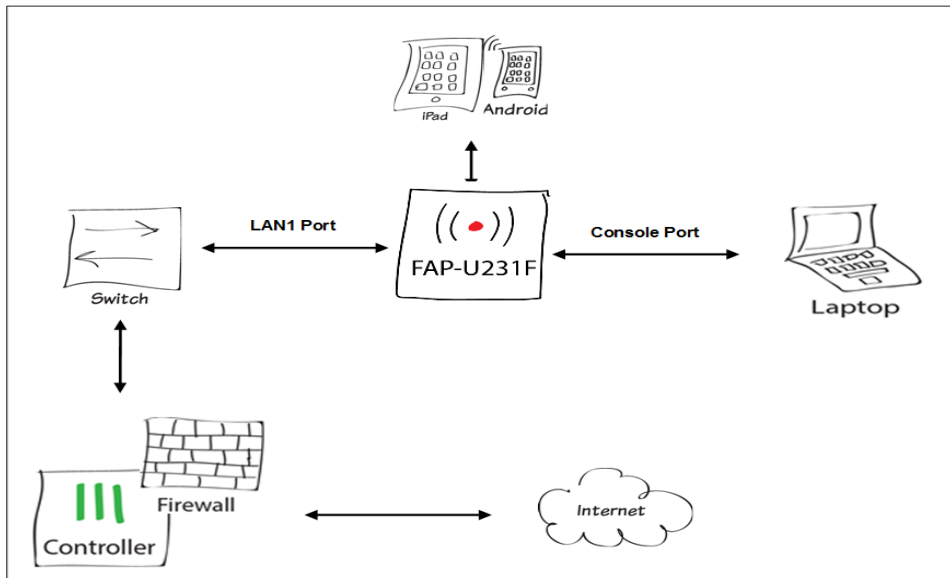 iPad
Android
LAN1 Port
FAP-U231F
Console Port
Switch
Laptop
Firewall
Controller
Internet